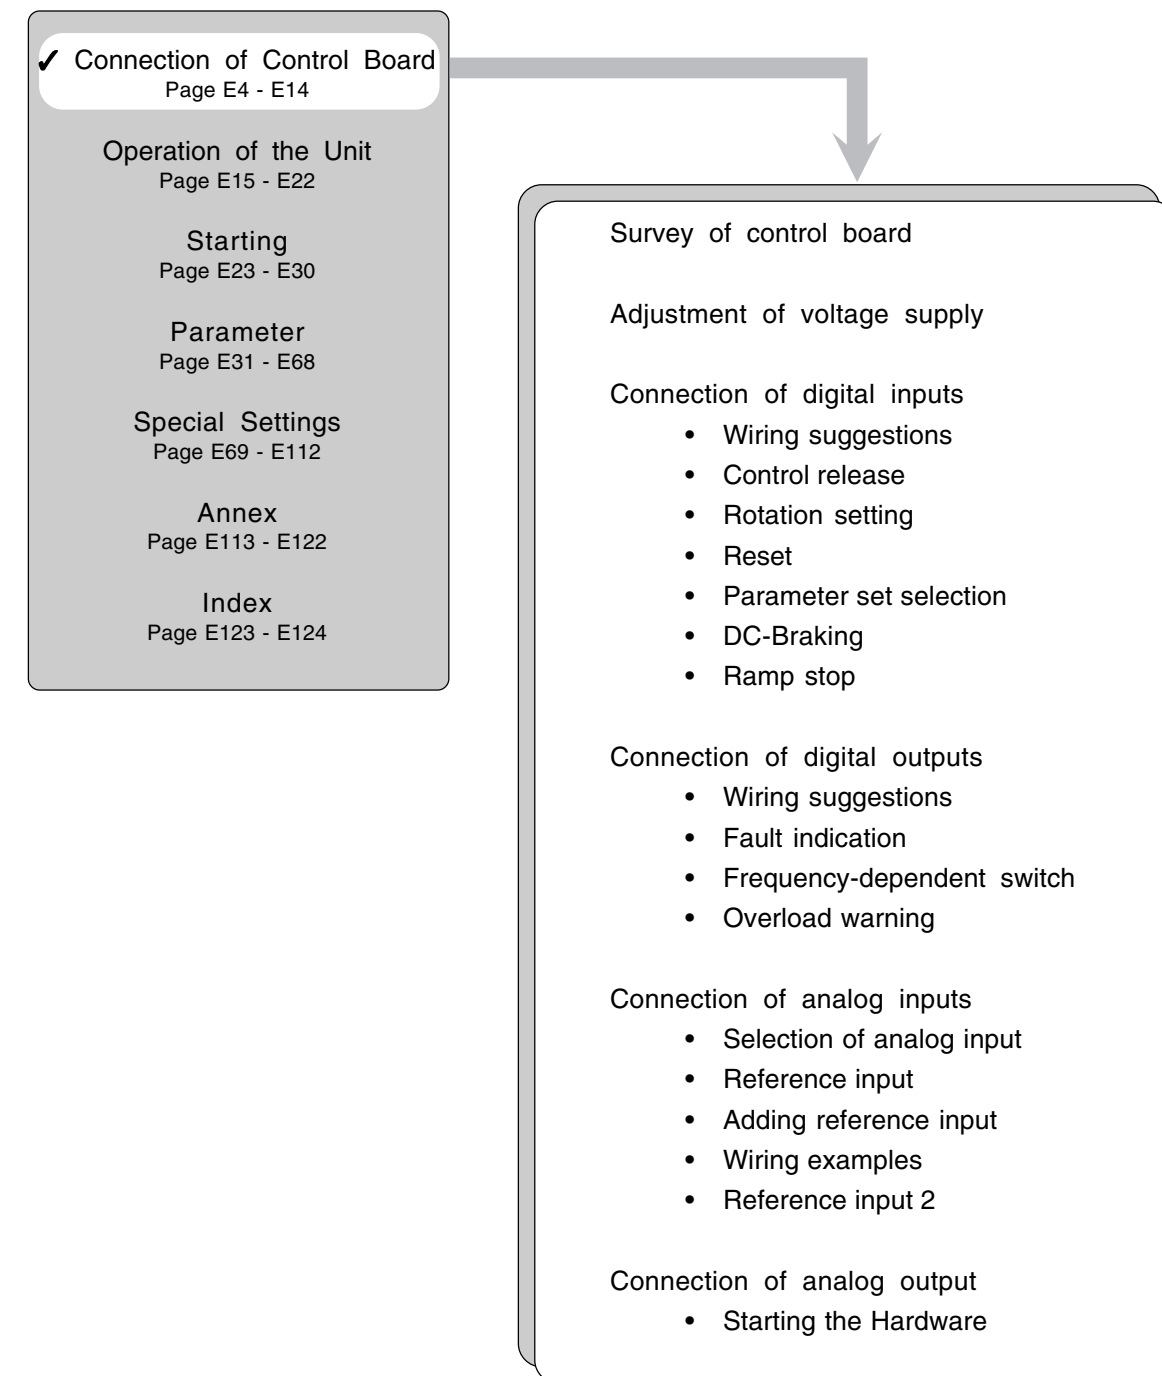 ✓ Connection of Control Board
Page E4 - E14
Operation of the Unit
Page E15 - E22
Starting
Page E23 - E30
Parameter
Page E31 - E68
Special Settings
Page E69 - E112
Annex
Page E113 - E122
Index
Page E123 - E124
Survey of control board
Adjustment of voltage supply
Connection of digital inputs
• Wiring suggestions
• Control release
• Rotation setting
• Reset
• Parameter set selection
• DC-Braking
• Ramp stop
Connection of digital outputs
• Wiring suggestions
• Fault indication
• Frequency-dependent switch
• Overload warning
Connection of analog inputs
• Selection of analog input
• Reference input
• Adding reference input
• Wiring examples
• Reference input 2
Connection of analog output
• Starting the Hardware